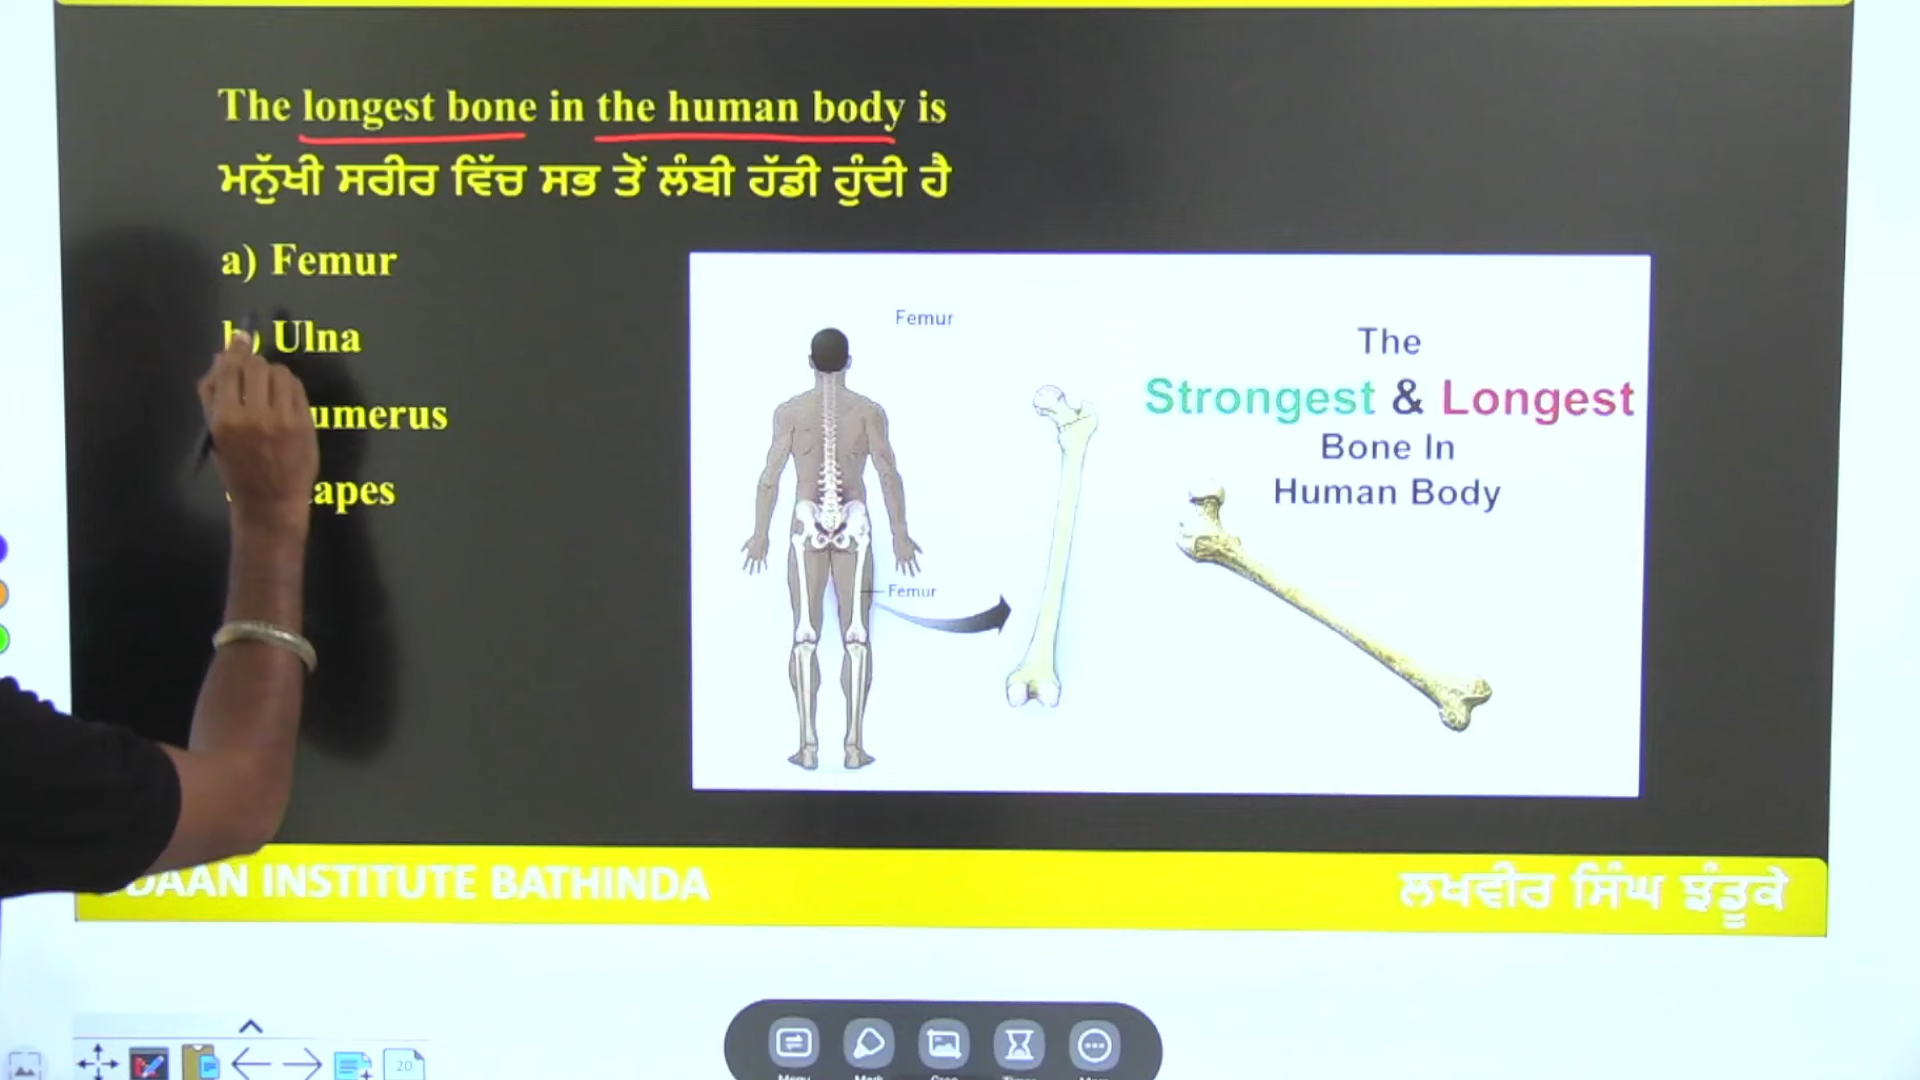 The longest bone in the human body is
ਮਨੁੱਖੀ ਸਰੀਰ ਵਿੱਚ ਸਭ ਤੋਂ ਲੰਬੀ ਹੱਡੀ ਹੁੰਦੀ ਹੈ
a) Femur
b) Ulna
umerus
apes
Femur
Femur
The
Strongest & Longest
Bone In
Human Body
DAAN INSTITUTE BATHINDA
ਲਖਵੀਰ ਸਿੰਘ ਝੰਡੂਕੇ
20